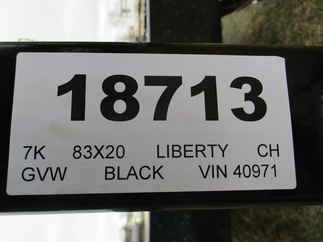 18713
7K 83X20 LIBERTY CH
GVW BLACK VIN 40971